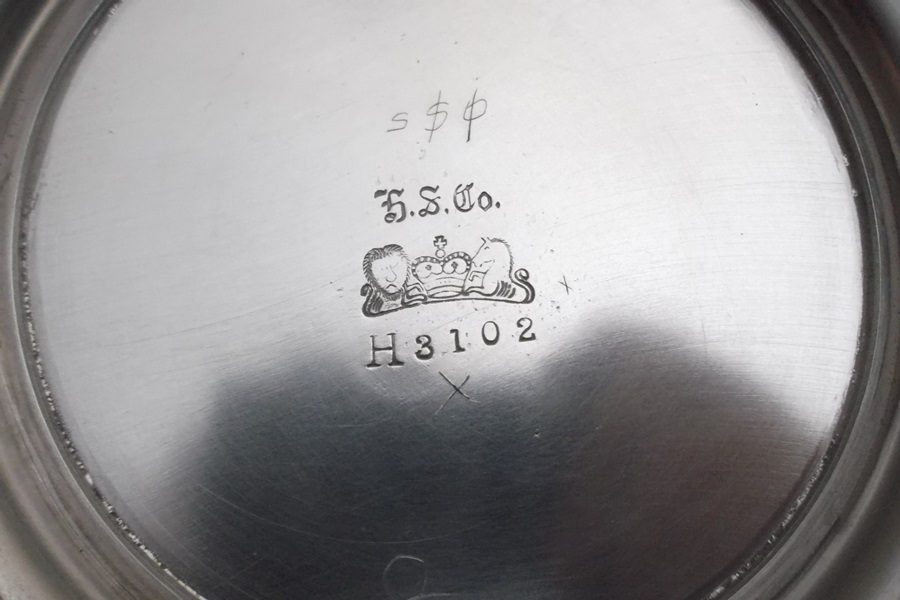 s $ ϕ
H.S.Co.
H3102
X